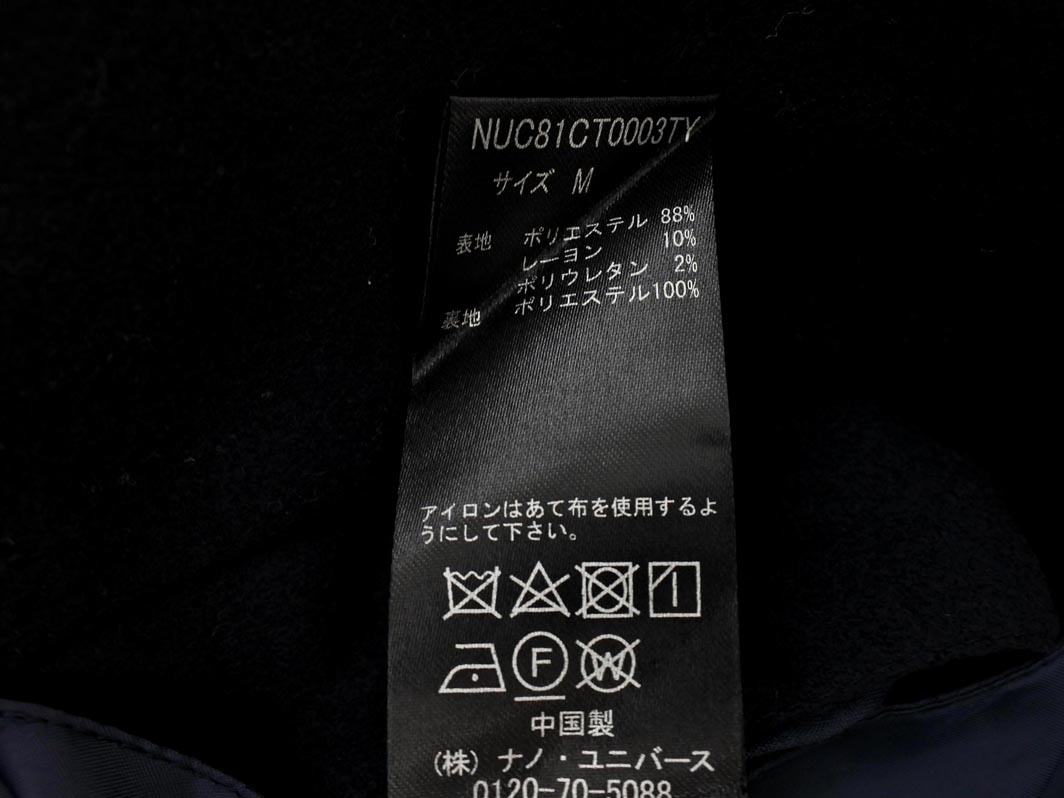 NUC81CT0003TY
サイズ M
表地 ポリエステル 88%
レーヨン 10%
ポリウレタン 2%
裏地 ポリエステル100%
アイロンはあて布を使用するよ
うにして下さい。
F W
中国製
(株) ナノ・ユニバース
0120-70-5088